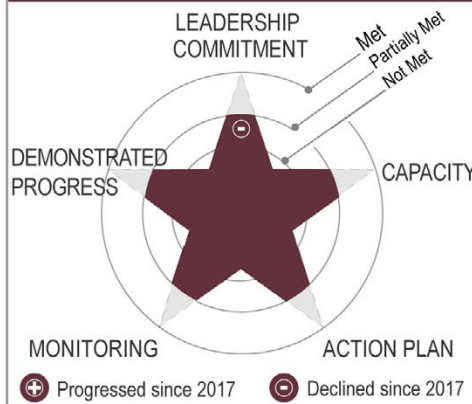 LEADERSHIP
COMMITMENT
Met
Partially Met
Not Met
DEMONSTRATED
PROGRESS
CAPACITY
MONITORING
ACTION PLAN
Progressed since 2017
Declined since 2017